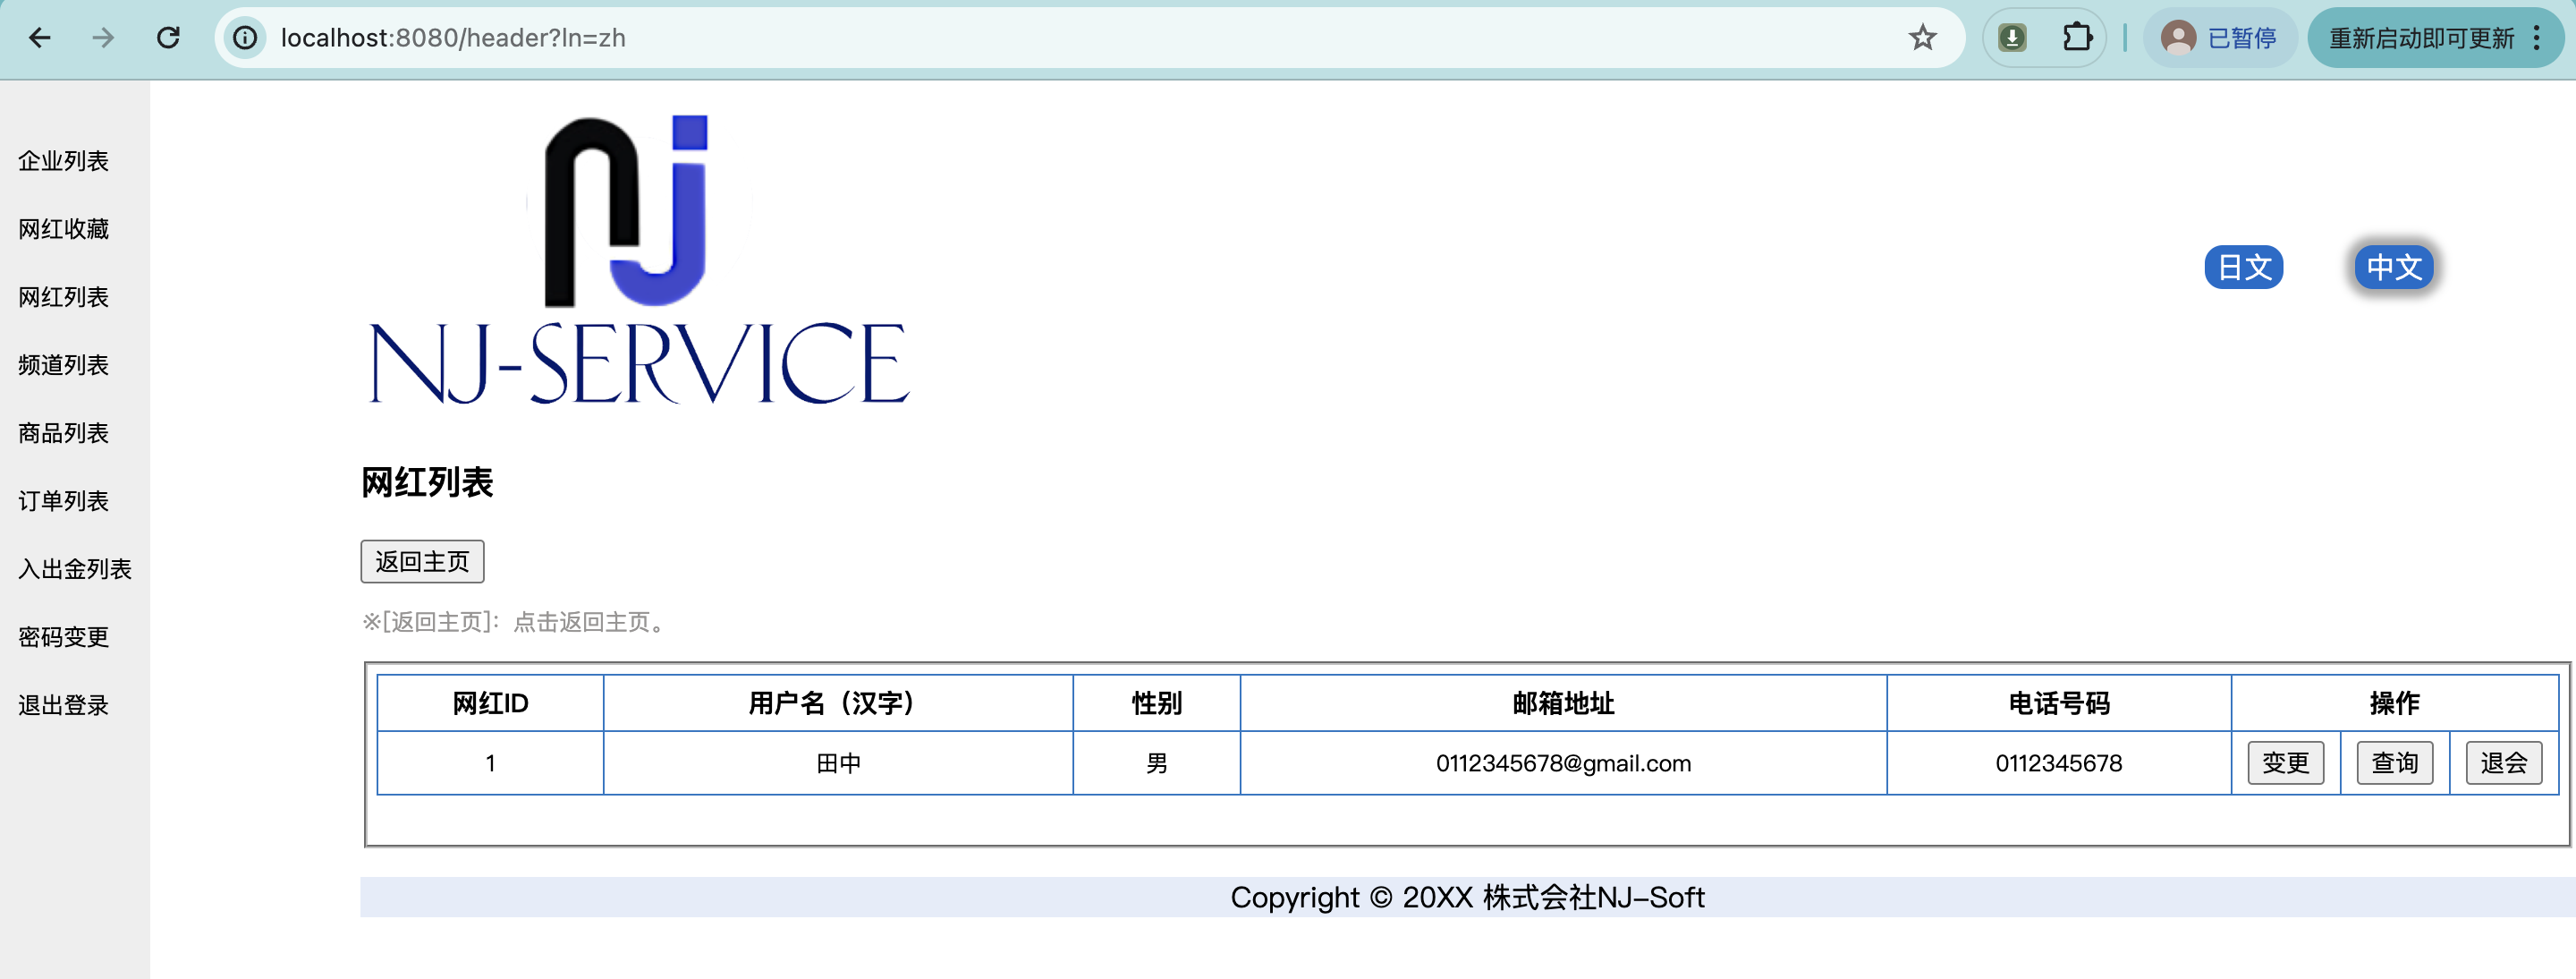 localhost:8080/header?ln=zh
已暂停
重新启动即可更新
企业列表
网红收藏
网红列表
频道列表
商品列表
订单列表
入出金列表
密码变更
退出登录
nj
NJ-SERVICE
日文
中文
网红列表
返回主页
※[返回主页]：点击返回主页。
网红ID 用户名（汉字） 性别 邮箱地址 电话号码 操作
1 田中 男 0112345678@gmail.com 0112345678 变更 查询 退会
Copyright © 20XX 株式会社NJ-Soft